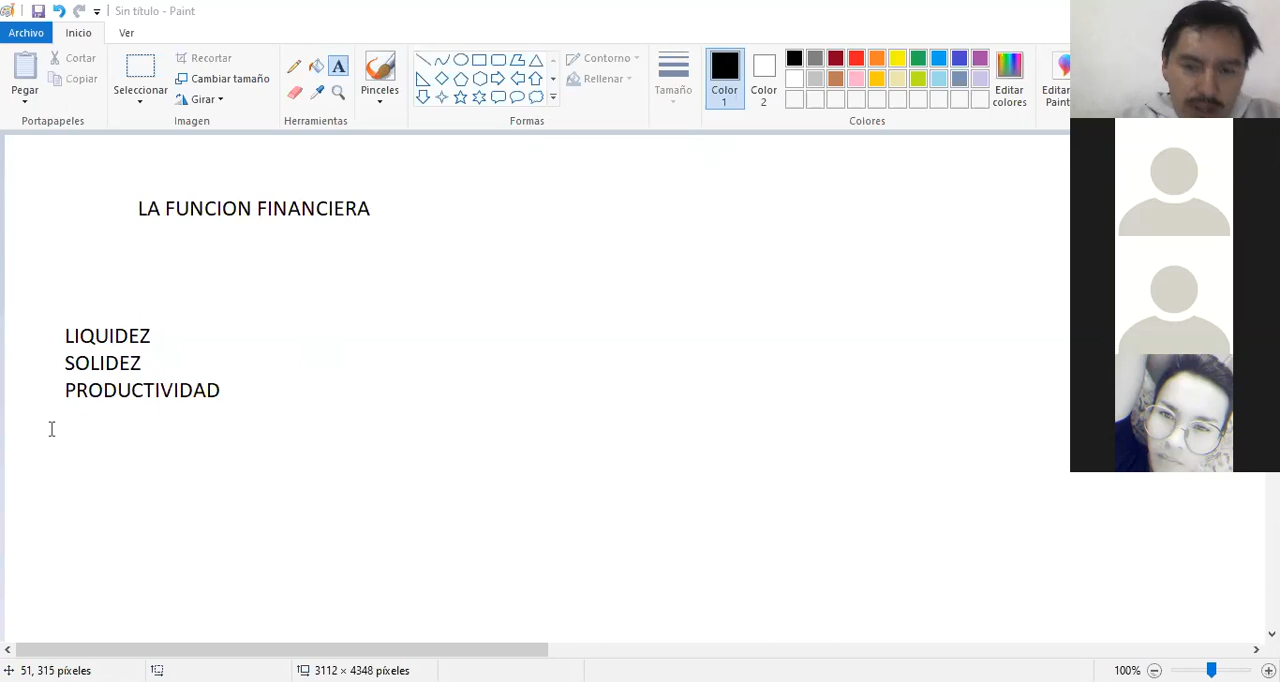 Sin título - Paint
Archivo Inicio Ver
Pegar
Cortar
Copiar
Portapapeles
Seleccionar
Recortar
Cambiar tamaño
Girar
Imagen
A
Herramientas
Pinceles
Contorno
Rellenar
Formas
Tamaño
Color
1
Color
2
Editar
colores
Colores
Editar
Paint
LA FUNCION FINANCIERA
LIQUIDEZ
SOLIDEZ
PRODUCTIVIDAD
51, 315 píxeles
3112 × 4348 píxeles
100%